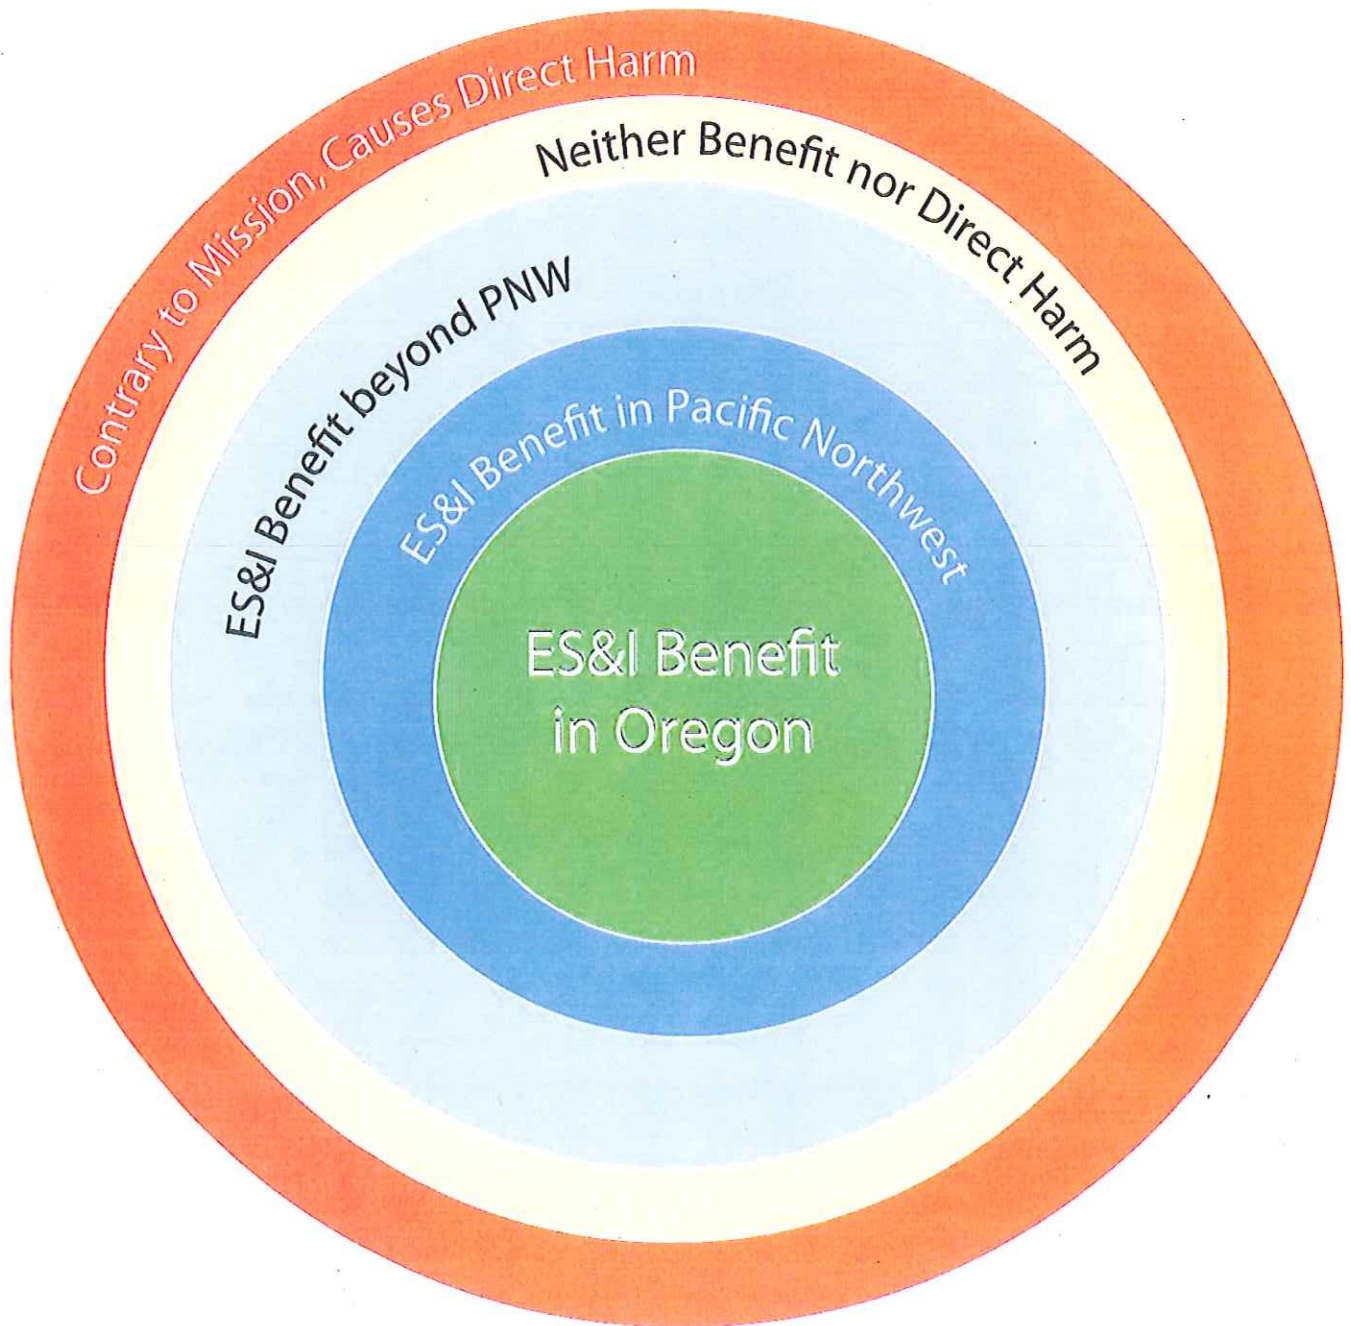 Contrary to Mission, Causes Direct Harm
Neither Benefit nor Direct Harm
ES&I Benefit beyond PNW
ES&I Benefit in Pacific Northwest
ES&I Benefit
in Oregon